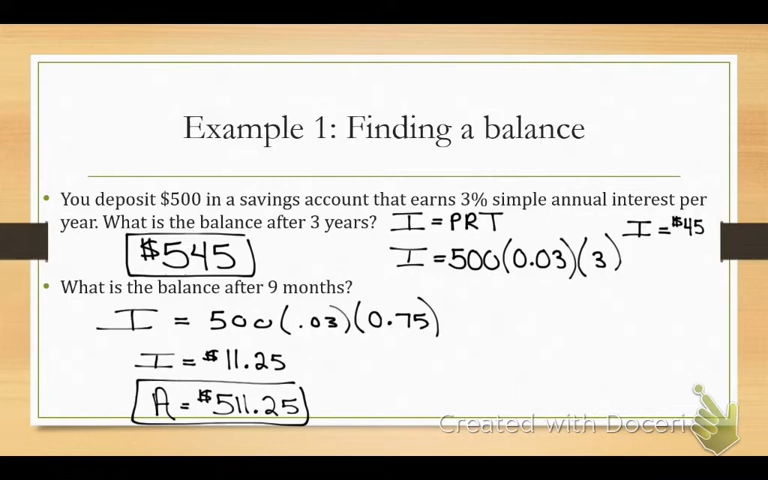 Example 1: Finding a balance
• You deposit $500 in a savings account that earns 3% simple annual interest per
year. What is the balance after 3 years? I = PRT I = $45
$545 I = 500(0.03)(3)
• What is the balance after 9 months?
I = 500(.03)(0.75)
I = $11.25
A = $511.25
Created with Doceri